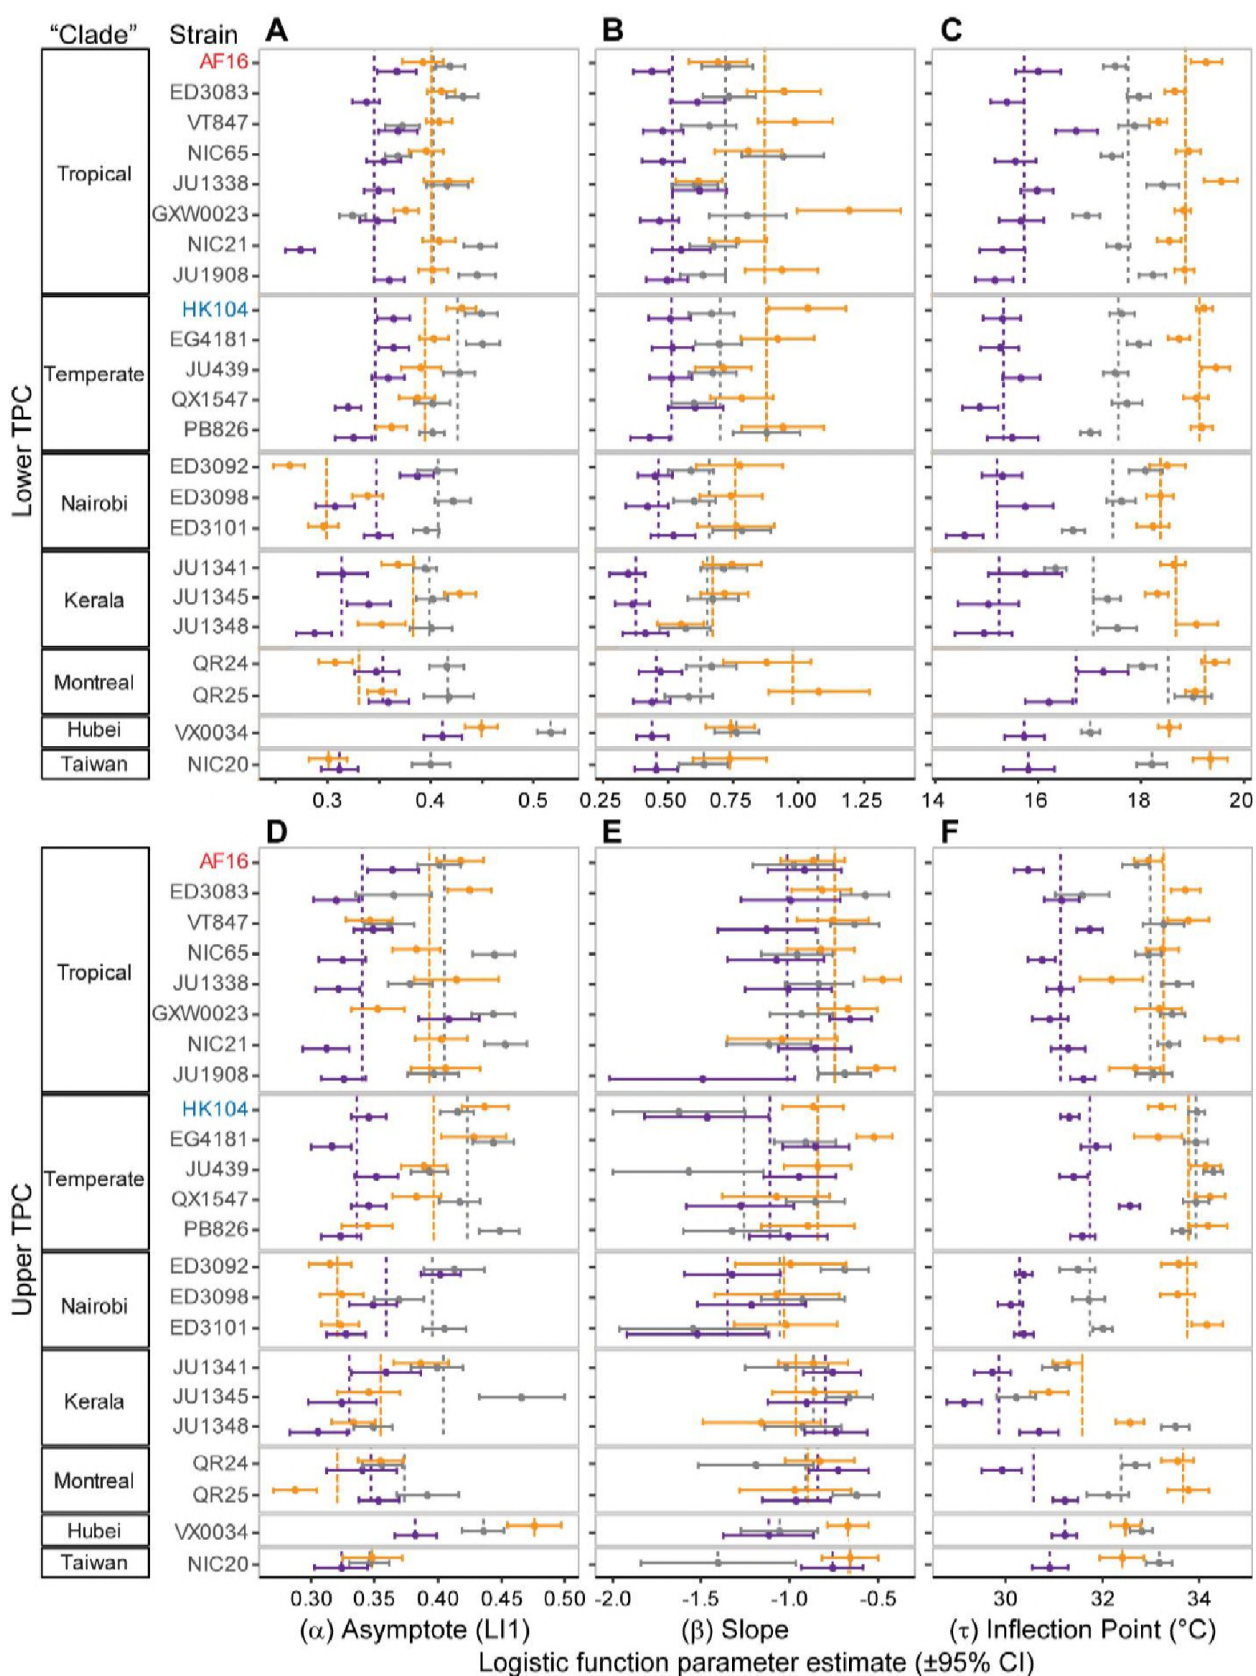 “Clade” Strain A B C
Lower TPC
Tropical
AF16
ED3083
VT847
NIC65
JU1338
GXW0023
NIC21
JU1908
Temperate
HK104
EG4181
JU439
QX1547
PB826
Nairobi
ED3092
ED3098
ED3101
Kerala
JU1341
JU1345
JU1348
Montreal
QR24
QR25
Hubei VX0034
Taiwan NIC20
0.3 0.4 0.5 0.25 0.50 0.75 1.00 1.25 14 16 18 20
D E F
Upper TPC
Tropical
AF16
ED3083
VT847
NIC65
JU1338
GXW0023
NIC21
JU1908
Temperate
HK104
EG4181
JU439
QX1547
PB826
Nairobi
ED3092
ED3098
ED3101
Kerala
JU1341
JU1345
JU1348
Montreal
QR24
QR25
Hubei VX0034
Taiwan NIC20
0.30 0.35 0.40 0.45 0.50 -2.0 -1.5 -1.0 -0.5 30 32 34
(α) Asymptote (LI1) (β) Slope (τ) Inflection Point (°C)
Logistic function parameter estimate (±95% CI)